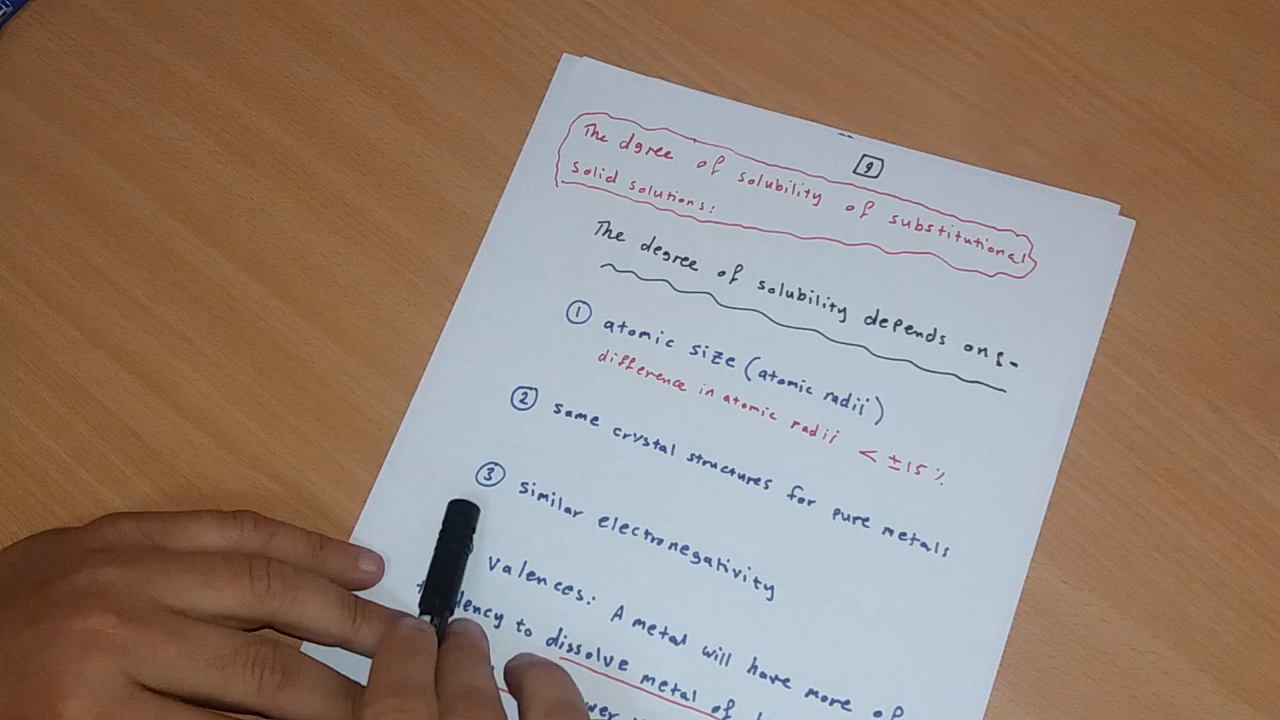 9
The dgree of solubility of substitutional
solid solutions:
The degree of solubility depends on:-
① atomic size (atomic radii)
difference in atomic radii < ±15 %
② same crystal structures for pure metals
③ similar electronegativity
valences: A metal will have more of
to dissolve metal of